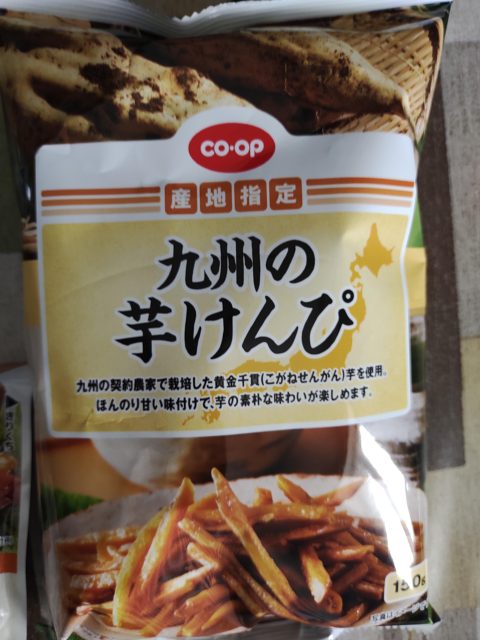 CO·OP
産地指定
九州の
芋けんぴ
九州の契約農家で栽培した黄金千貫(こがねせんがん)芋を使用。
ほんのり甘い味付けで、芋の素朴な味わいが楽しめます。
150g